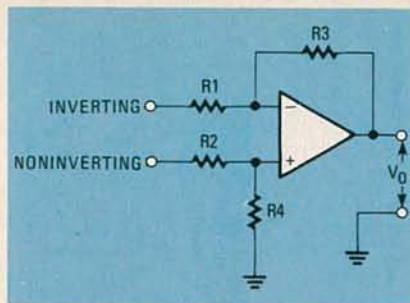 R3
R1
INVERTING
−
R2
NONINVERTING
+
R4
V₀